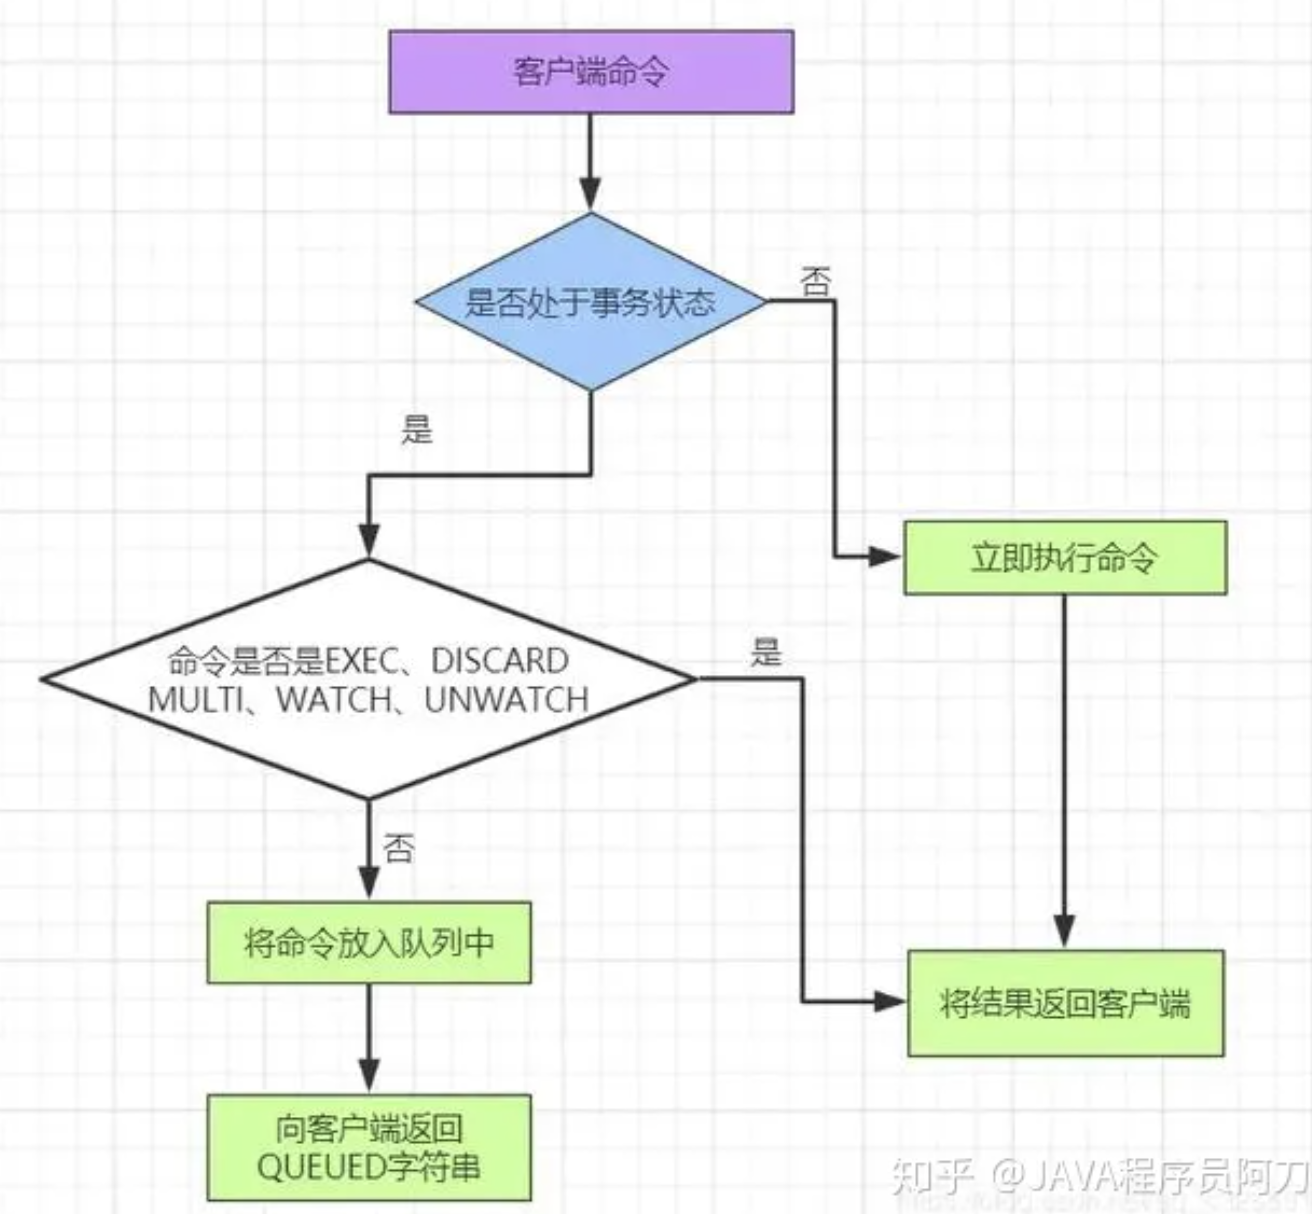 客户端命令
是否处于事务状态
否
是
立即执行命令
命令是否是EXEC、DISCARD
MULTI、WATCH、UNWATCH
是
否
将命令放入队列中
将结果返回客户端
向客户端返回
QUEUED字符串
知乎 @JAVA程序员阿刀